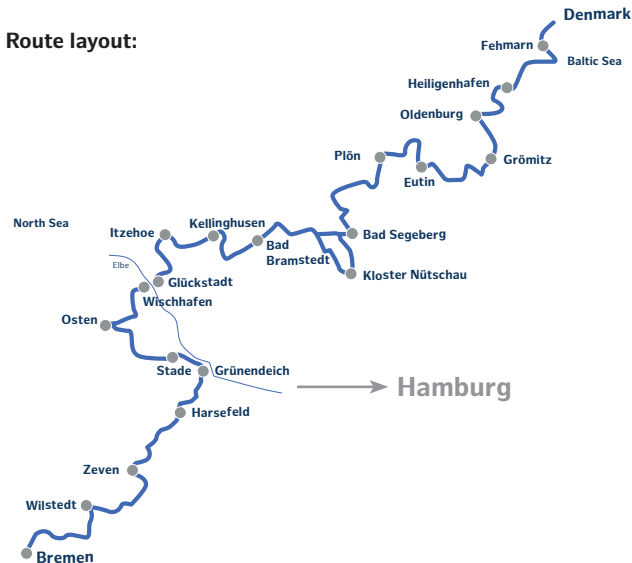 Denmark
Route layout:
Fehmarn
Baltic Sea
Heiligenhafen
Oldenburg
Plön
Grömitz
Eutin
North Sea
Kellinghusen
Itzehoe
Bad Segeberg
Bad
Bramstedt
Elbe
Kloster Nütschau
Glückstadt
Wischhafen
Osten
Stade
Grünendeich
Hamburg
Harsefeld
Zeven
Wilstedt
Bremen